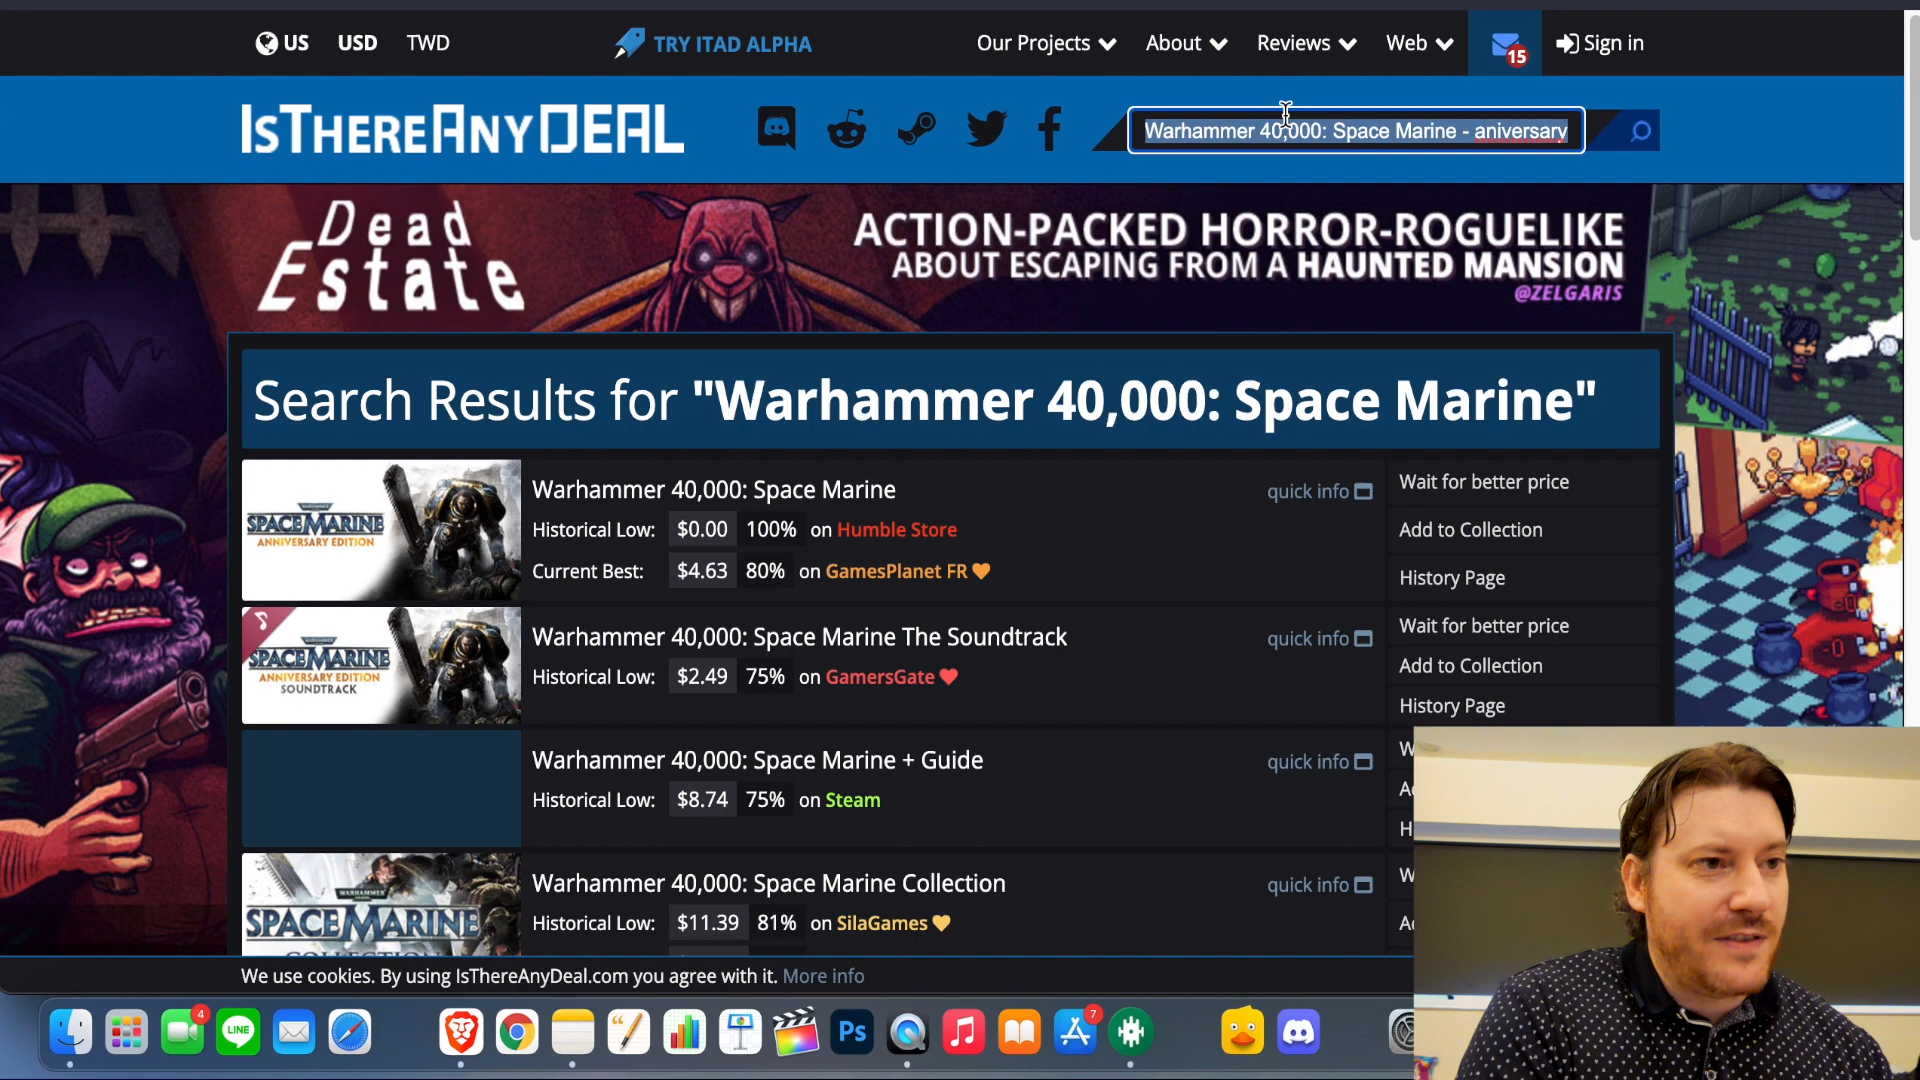 US USD TWD TRY ITAD ALPHA Our Projects About Reviews Web 15 Sign in
IsThereAnyDEAL Warhammer 40,000: Space Marine - aniversary
Dead Estate
ACTION-PACKED HORROR-ROGUELIKE
ABOUT ESCAPING FROM A HAUNTED MANSION
@ZELGARIS
Search Results for "Warhammer 40,000: Space Marine"
WARHAMMER
SPACE MARINE
ANNIVERSARY EDITION
Warhammer 40,000: Space Marine quick info
Historical Low: $0.00 100% on Humble Store
Current Best: $4.63 80% on GamesPlanet FR
Wait for better price
Add to Collection
History Page
SPACE MARINE
ANNIVERSARY EDITION
SOUNDTRACK
Warhammer 40,000: Space Marine The Soundtrack quick info
Historical Low: $2.49 75% on GamersGate
Wait for better price
Add to Collection
History Page
Warhammer 40,000: Space Marine + Guide quick info
Historical Low: $8.74 75% on Steam
W
A
H
WARHAMMER
SPACE MARINE
COLLECTION
Warhammer 40,000: Space Marine Collection quick info
Historical Low: $11.39 81% on SilaGames
W
A
We use cookies. By using IsThereAnyDeal.com you agree with it. More info
4
LINE
Ps
7